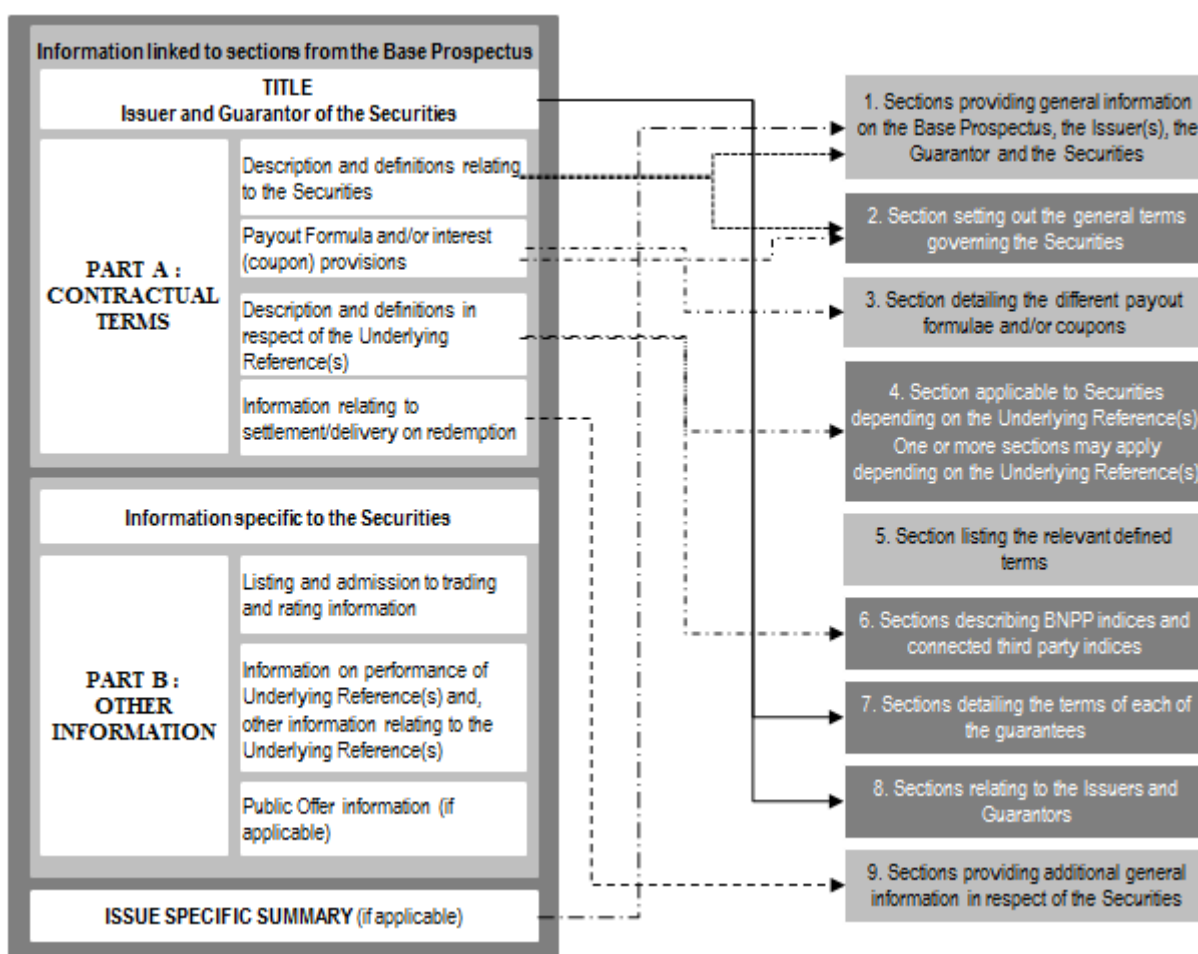 Information linked to sections from the Base Prospectus
TITLE
Issuer and Guarantor of the Securities
PART A :
CONTRACTUAL
TERMS
Description and definitions relating
to the Securities
Payout Formula and/or interest
(coupon) provisions
Description and definitions in
respect of the Underlying
Reference(s)
Information relating to
settlement/delivery on redemption
Information specific to the Securities
PART B :
OTHER
INFORMATION
Listing and admission to trading
and rating information
Information on performance of
Underlying Reference(s) and,
other information relating to the
Underlying Reference(s)
Public Offer information (if
applicable)
ISSUE SPECIFIC SUMMARY (if applicable)
1. Sections providing general information
on the Base Prospectus, the Issuer(s), the
Guarantor and the Securities
2. Section setting out the general terms
governing the Securities
3. Section detailing the different payout
formulae and/or coupons
4. Section applicable to Securities
depending on the Underlying Reference(s)
One or more sections may apply
depending on the Underlying Reference(s)
5. Section listing the relevant defined
terms
6. Sections describing BNPP indices and
connected third party indices
7. Sections detailing the terms of each of
the guarantees
8. Sections relating to the Issuers and
Guarantors
9. Sections providing additional general
information in respect of the Securities